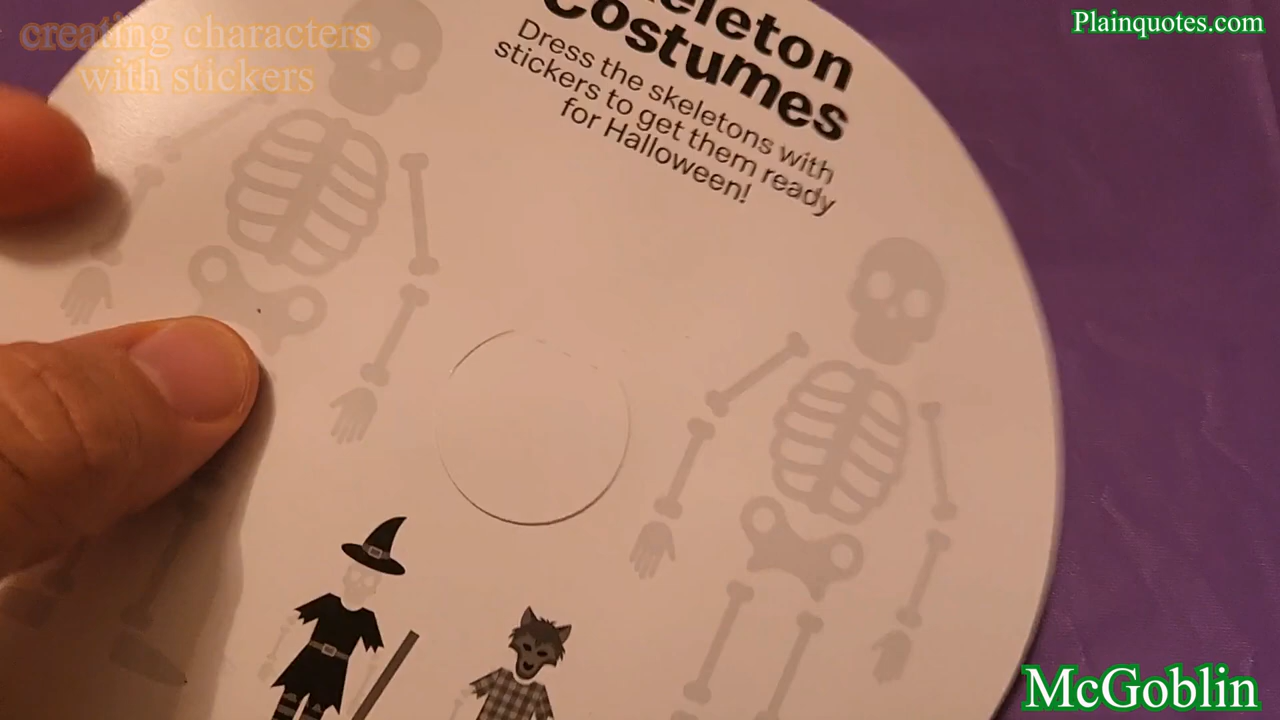 creating characters
with stickers
Plainquotes.com
Skeleton
Costumes
Dress the skeletons with
stickers to get them ready
for Halloween!
McGoblin